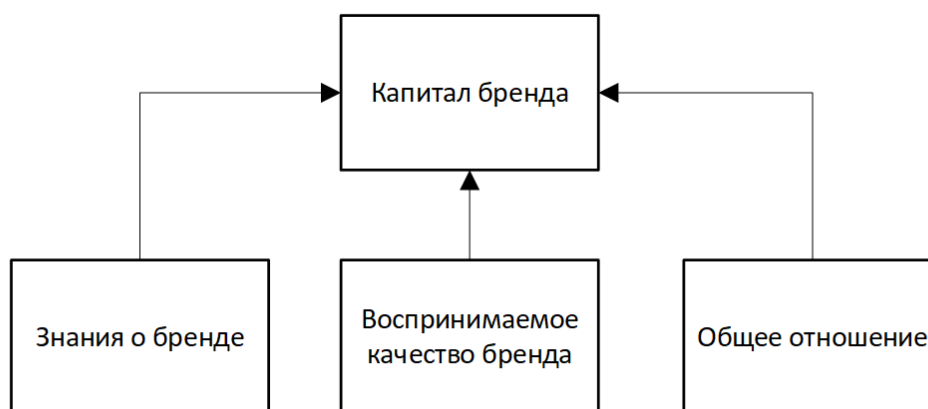 Капитал бренда
Знания о бренде
Воспринимаемое
качество бренда
Общее отношение